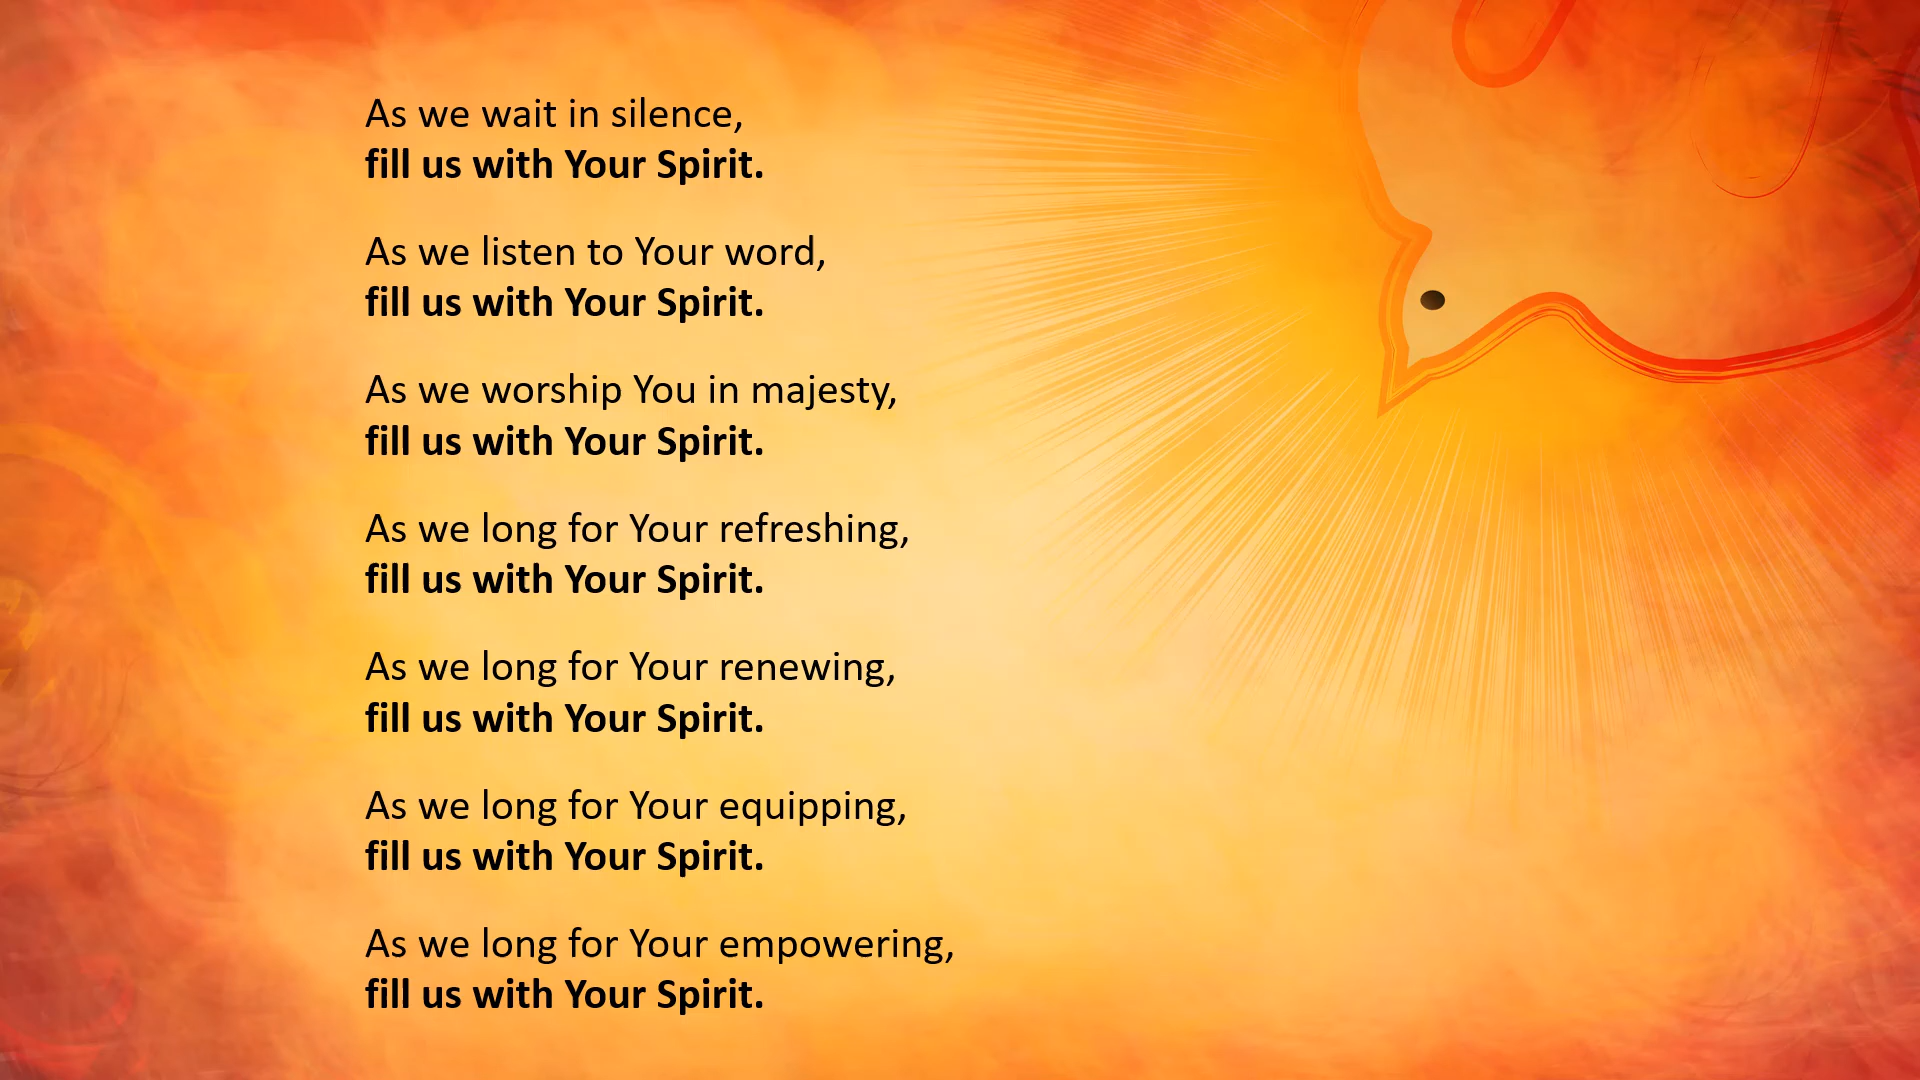 As we wait in silence,
fill us with Your Spirit.
As we listen to Your word,
fill us with Your Spirit.
As we worship You in majesty,
fill us with Your Spirit.
As we long for Your refreshing,
fill us with Your Spirit.
As we long for Your renewing,
fill us with Your Spirit.
As we long for Your equipping,
fill us with Your Spirit.
As we long for Your empowering,
fill us with Your Spirit.